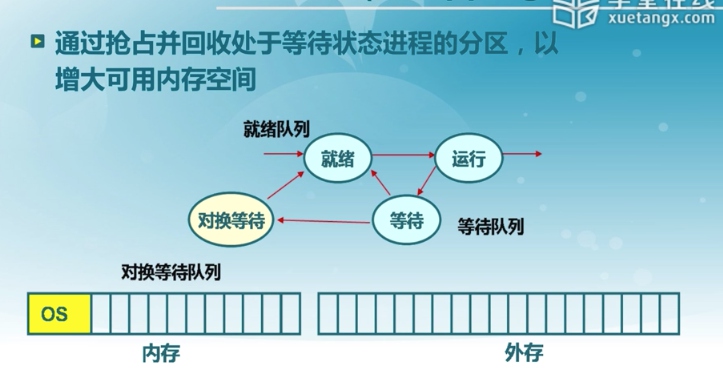 xuetangx.com
通过抢占并回收处于等待状态进程的分区，以
增大可用内存空间
就绪队列
就绪
运行
对换等待
等待
等待队列
对换等待队列
OS
内存
外存